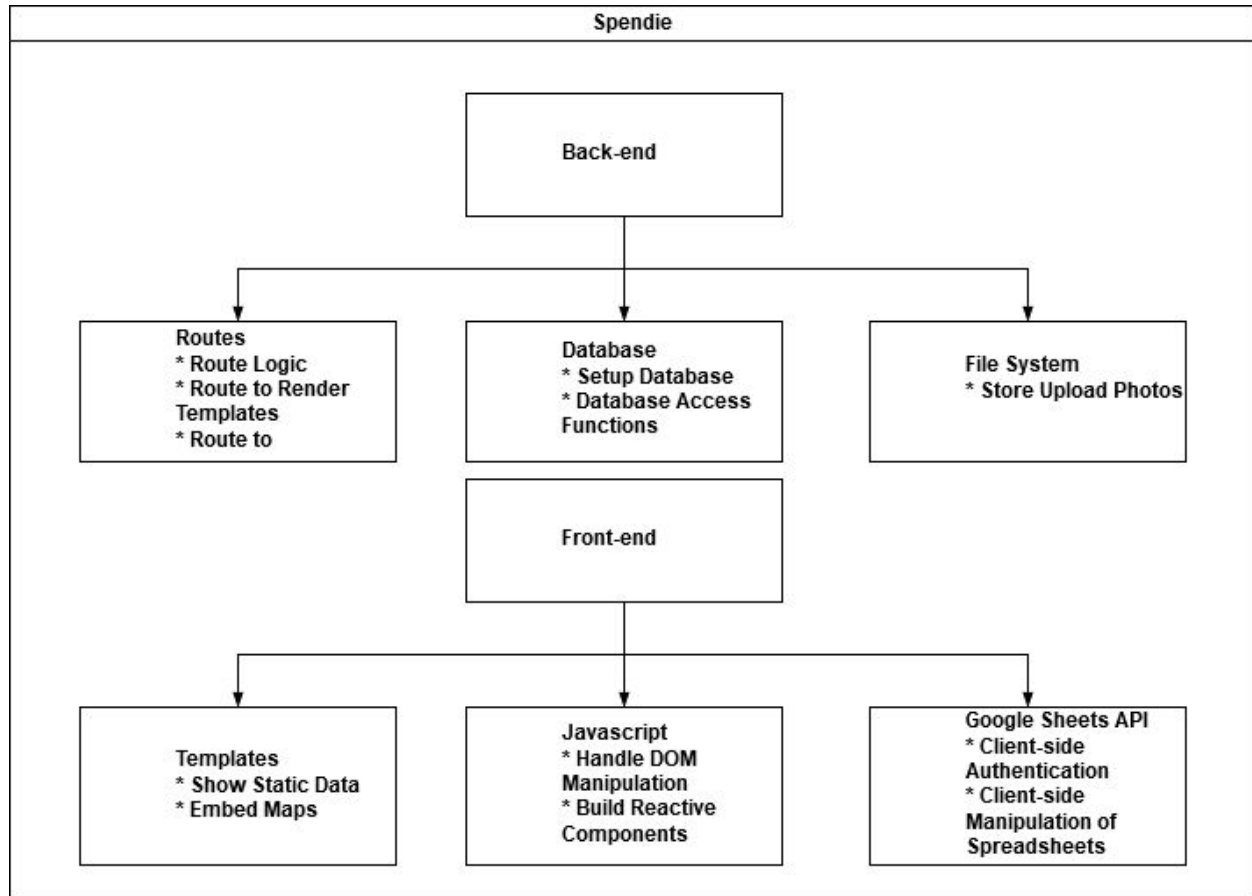 Spendie
Back-end
Routes
* Route Logic
* Route to Render
Templates
* Route to
Database
* Setup Database
* Database Access
Functions
File System
* Store Upload Photos
Front-end
Templates
* Show Static Data
* Embed Maps
Javascript
* Handle DOM
Manipulation
* Build Reactive
Components
Google Sheets API
* Client-side
Authentication
* Client-side
Manipulation of
Spreadsheets